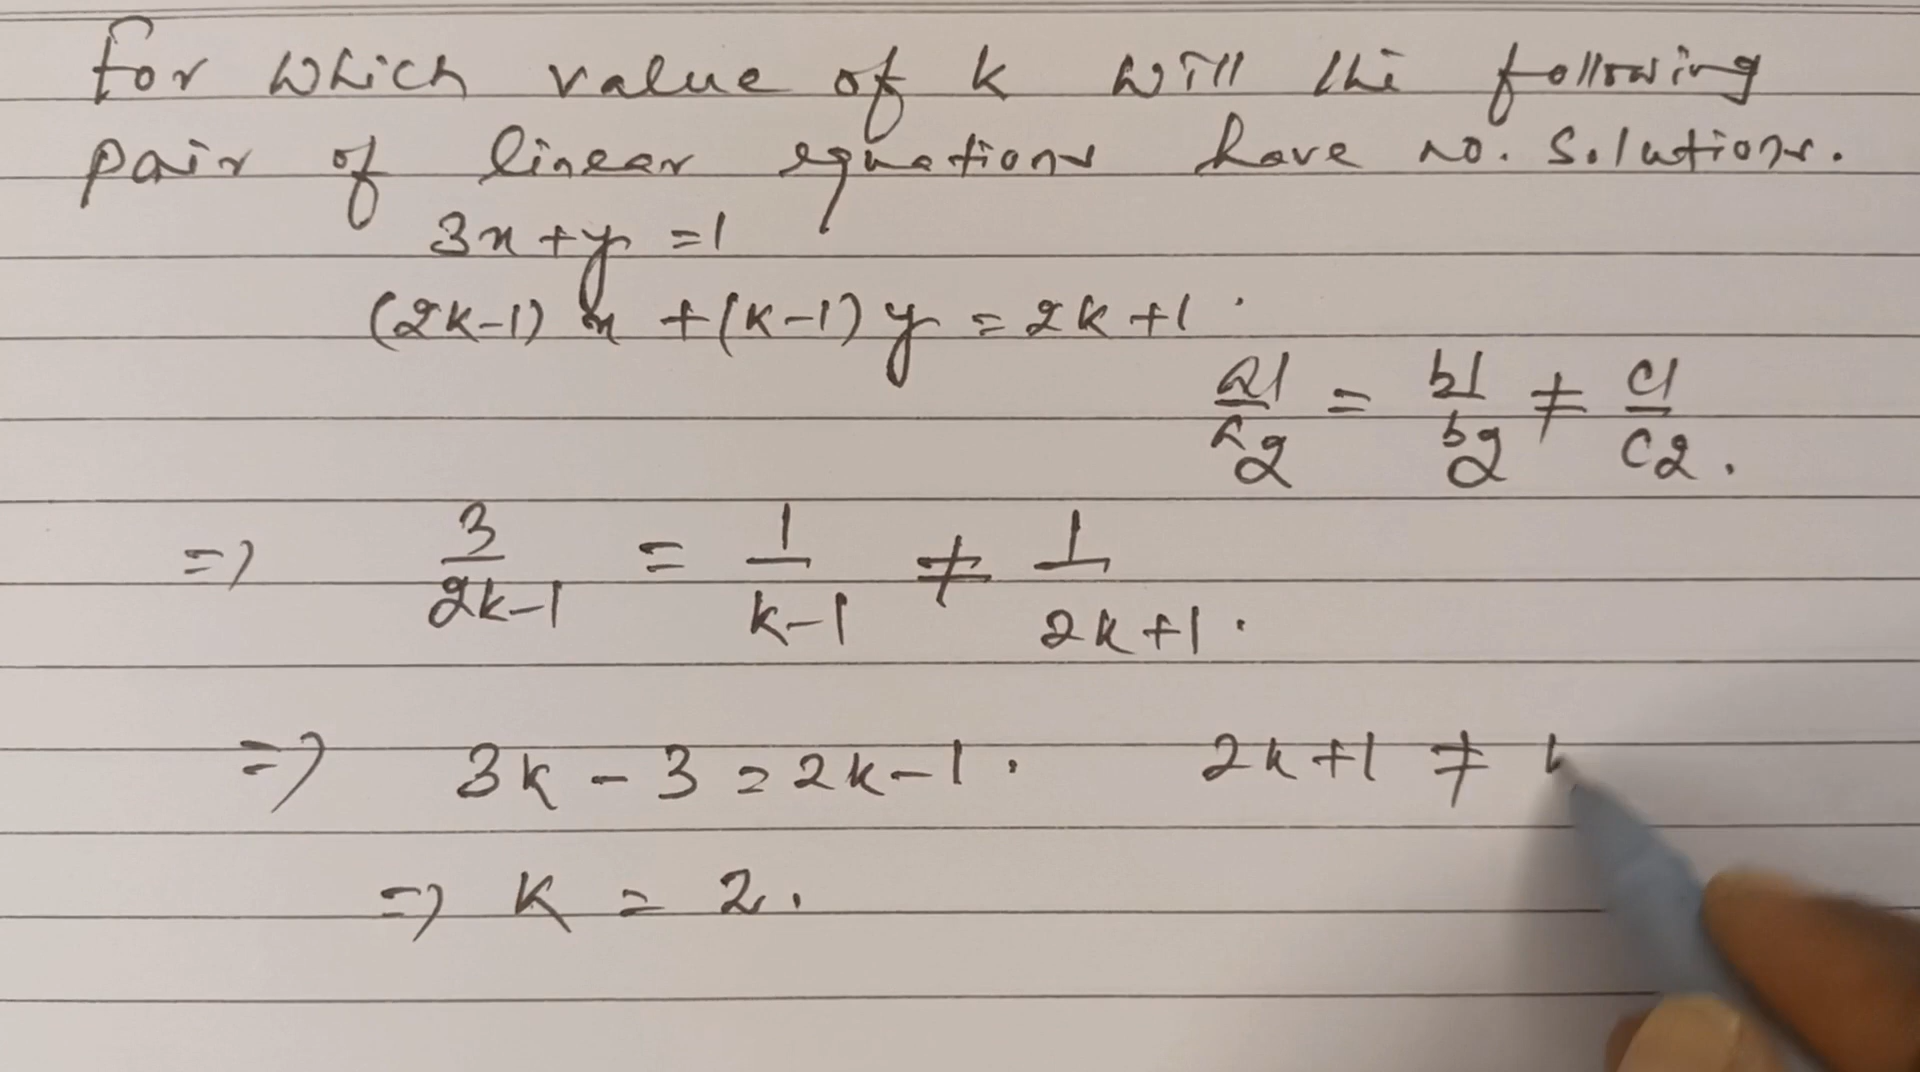 For which value of k will the following
pair of linear equations have no. solutions.
3x+y=1
(2k-1) x +(k-1) y = 2k+1.
a1/a2 = b1/b2 ≠ c1/c2.
=> 3/2k-1 = 1/k-1 ≠ 1/2k+1.
=> 3k-3=2k-1. 2k+1 ≠ k
=> k = 2.